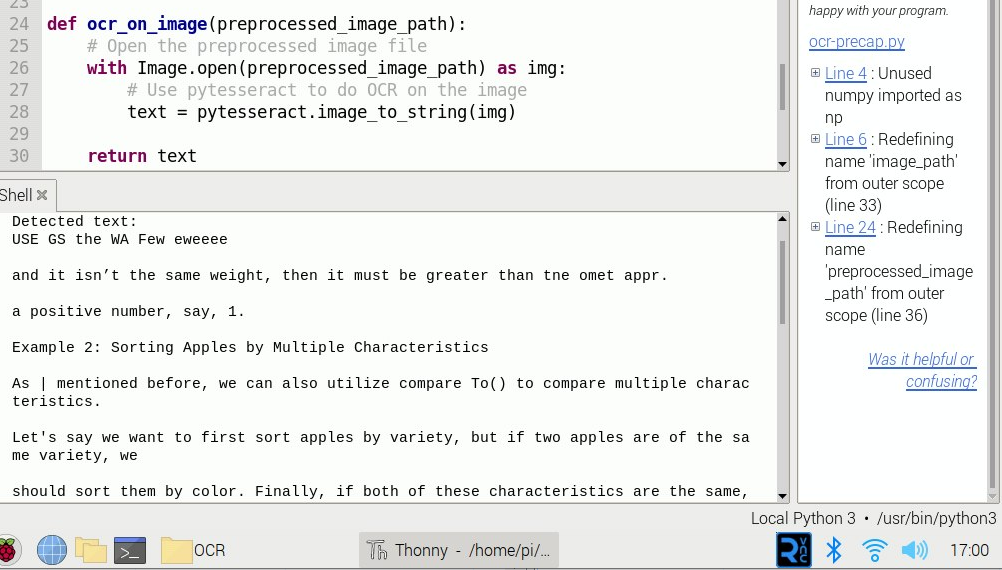 23
24 def ocr_on_image(preprocessed_image_path):
25 # Open the preprocessed image file
26 with Image.open(preprocessed_image_path) as img:
27 # Use pytesseract to do OCR on the image
28 text = pytesseract.image_to_string(img)
29
30 return text
Shell
Detected text:
USE GS the WA Few eweeee
and it isn’t the same weight, then it must be greater than tne omet appr.
a positive number, say, 1.
Example 2: Sorting Apples by Multiple Characteristics
As | mentioned before, we can also utilize compare To() to compare multiple charac
teristics.
Let's say we want to first sort apples by variety, but if two apples are of the sa
me variety, we
should sort them by color. Finally, if both of these characteristics are the same,
happy with your program.
ocr-precap.py
Line 4 : Unused
numpy imported as
np
Line 6 : Redefining
name 'image_path'
from outer scope
(line 33)
Line 24 : Redefining
name
'preprocessed_image
_path' from outer
scope (line 36)
Was it helpful or
confusing?
Local Python 3 • /usr/bin/python3
OCR
Th Thonny - /home/pi/...
R VNC
17:00